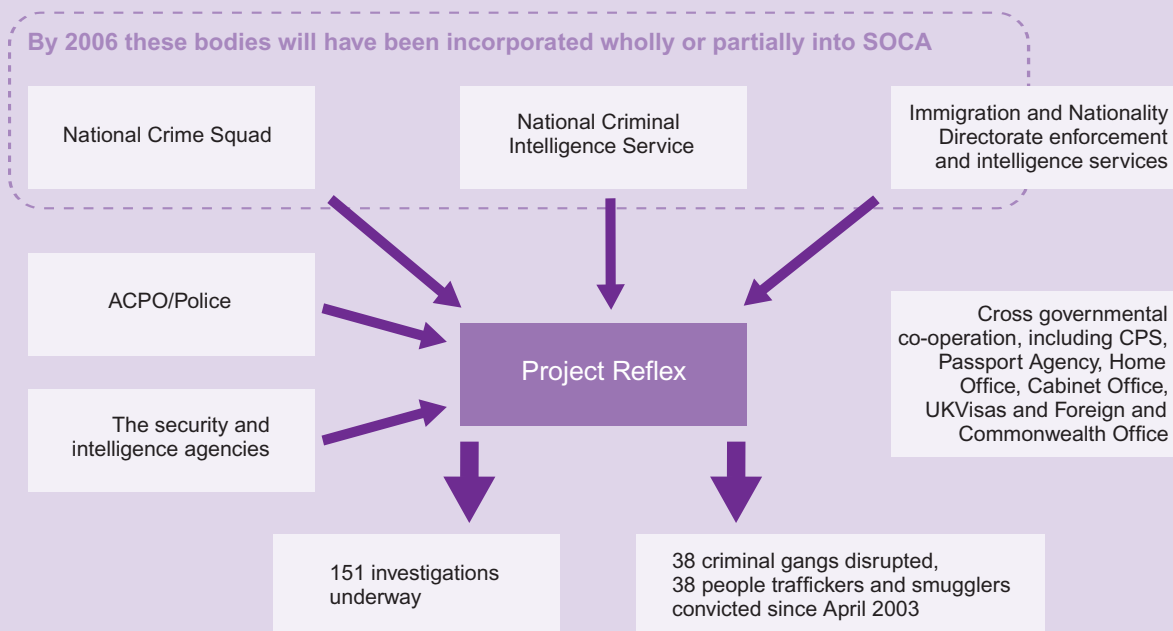 By 2006 these bodies will have been incorporated wholly or partially into SOCA
National Crime Squad
National Criminal
Intelligence Service
Immigration and Nationality
Directorate enforcement
and intelligence services
ACPO/Police
Project Reflex
Cross governmental
co-operation, including CPS,
Passport Agency, Home
Office, Cabinet Office,
UKVisas and Foreign and
Commonwealth Office
The security and
intelligence agencies
151 investigations
underway
38 criminal gangs disrupted,
38 people traffickers and smugglers
convicted since April 2003